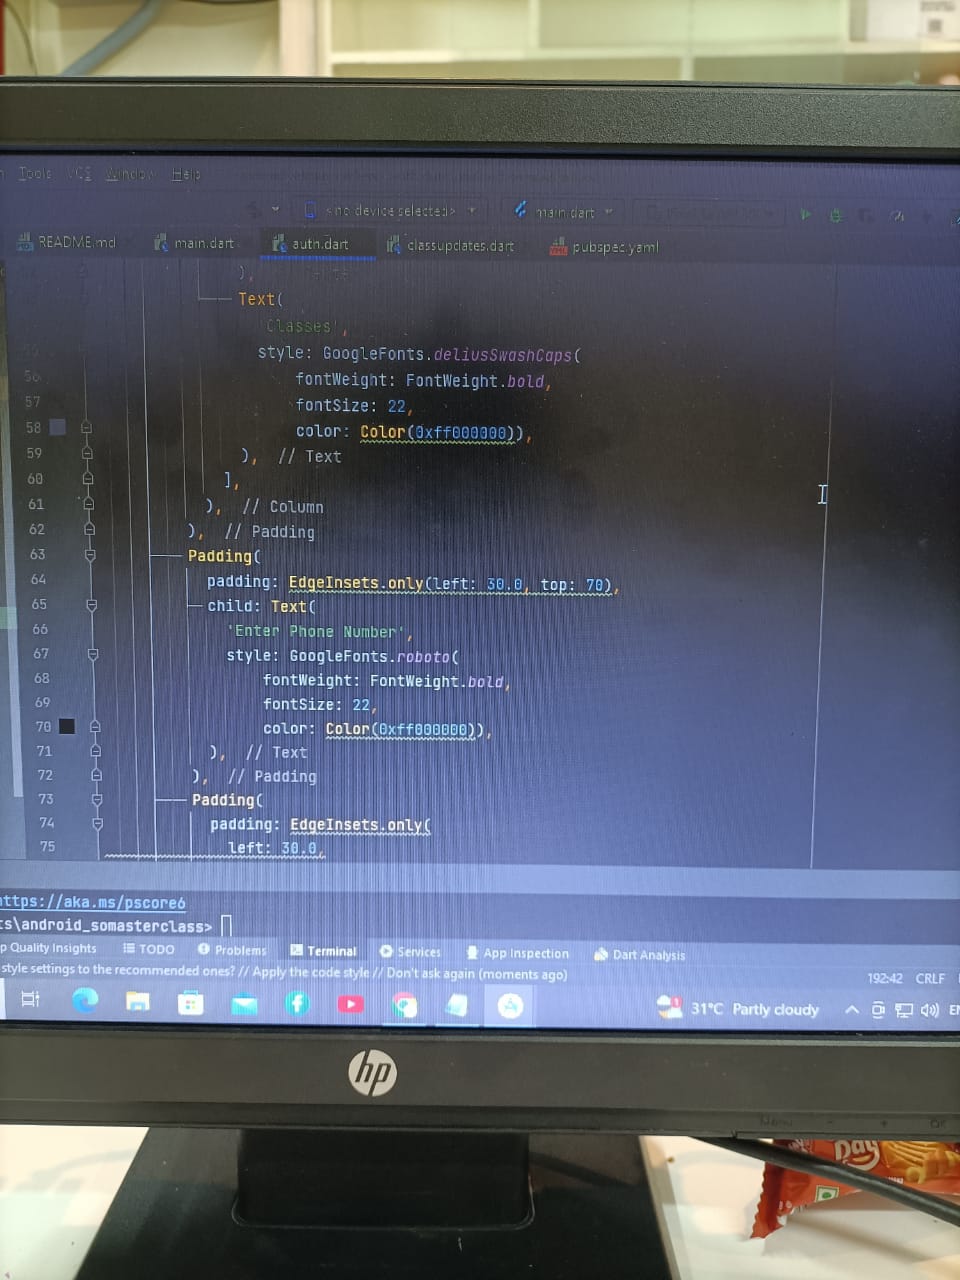 Tools VCS Window Help
<no device selected> main.dart
README.md main.dart auth.dart classupdates.dart pubspec.yaml
),
Text(
Classes',
style: GoogleFonts.deliusSwashCaps(
56 fontWeight: FontWeight.bold,
57 fontSize: 22,
58 color: Color(0xff000000)),
59 ), // Text
60 ],
61 ), // Column
62 ), // Padding
63 Padding(
64 padding: EdgeInsets.only(left: 30.0, top: 70),
65 child: Text(
66 'Enter Phone Number',
67 style: GoogleFonts.roboto(
68 fontWeight: FontWeight.bold,
69 fontSize: 22,
70 color: Color(0xff000000)),
71 ), // Text
72 ), // Padding
73 Padding(
74 padding: EdgeInsets.only(
75 left: 30.0,
https://aka.ms/pscore6
ts\android_somasterclass>
p Quality Insights TODO Problems Terminal Services App Inspection Dart Analysis
style settings to the recommended ones? // Apply the code style // Don't ask again (moments ago)
192:42 CRLF
31°C Partly cloudy EN
hp
Menu - + OK
Day